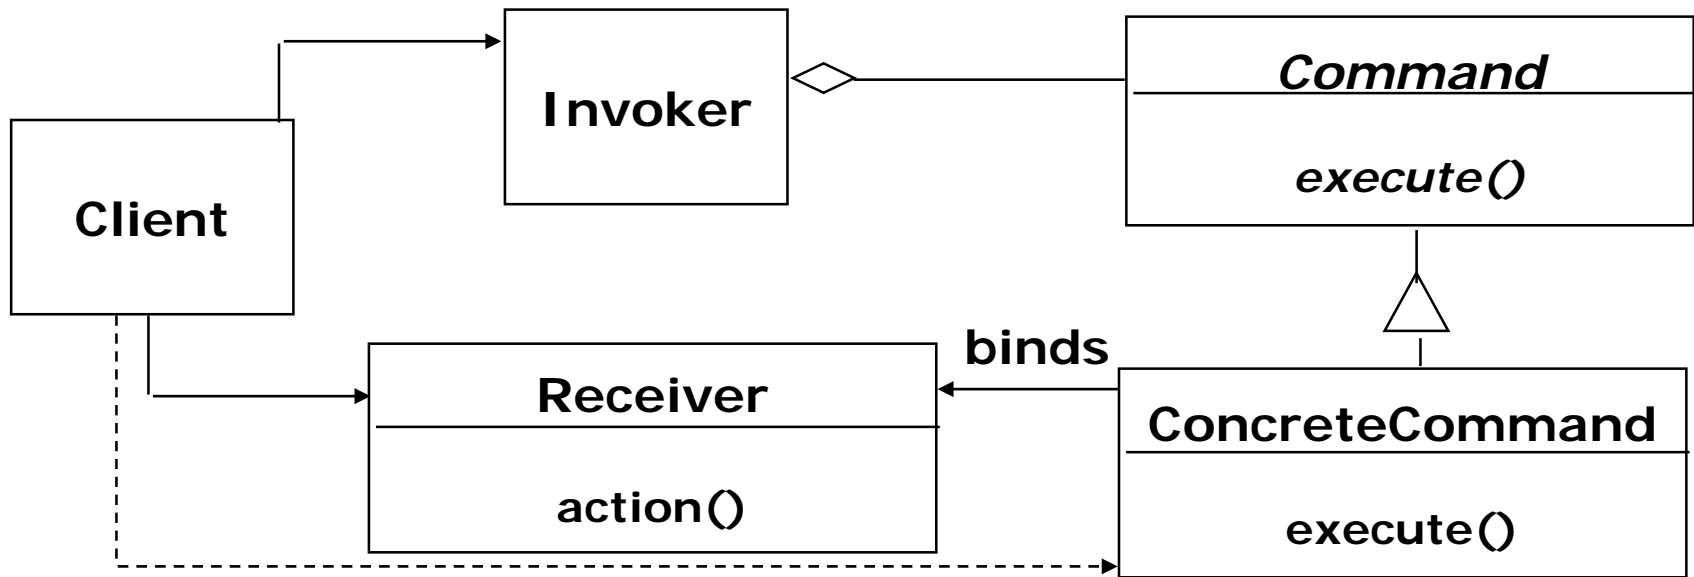 Command
Invoker
execute()
Client
binds
Receiver
ConcreteCommand
action()
execute()